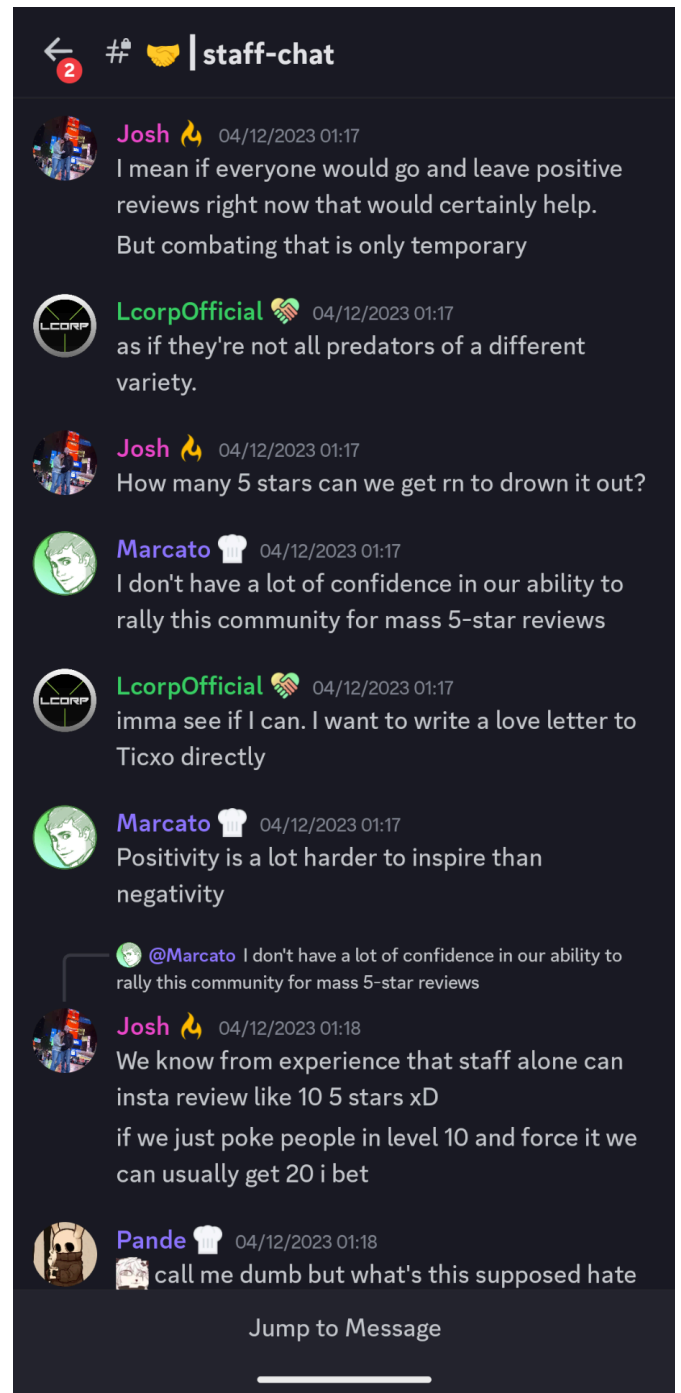 2
# 🤝 | staff-chat
Josh 04/12/2023 01:17
I mean if everyone would go and leave positive
reviews right now that would certainly help.
But combating that is only temporary
LCORP
LcorpOfficial 04/12/2023 01:17
as if they're not all predators of a different
variety.
Josh 04/12/2023 01:17
How many 5 stars can we get rn to drown it out?
Marcato 04/12/2023 01:17
I don't have a lot of confidence in our ability to
rally this community for mass 5-star reviews
LCORP
LcorpOfficial 04/12/2023 01:17
imma see if I can. I want to write a love letter to
Ticxo directly
Marcato 04/12/2023 01:17
Positivity is a lot harder to inspire than
negativity
@Marcato I don't have a lot of confidence in our ability to
rally this community for mass 5-star reviews
Josh 04/12/2023 01:18
We know from experience that staff alone can
insta review like 10 5 stars xD
if we just poke people in level 10 and force it we
can usually get 20 i bet
Pande 04/12/2023 01:18
call me dumb but what's this supposed hate
Jump to Message